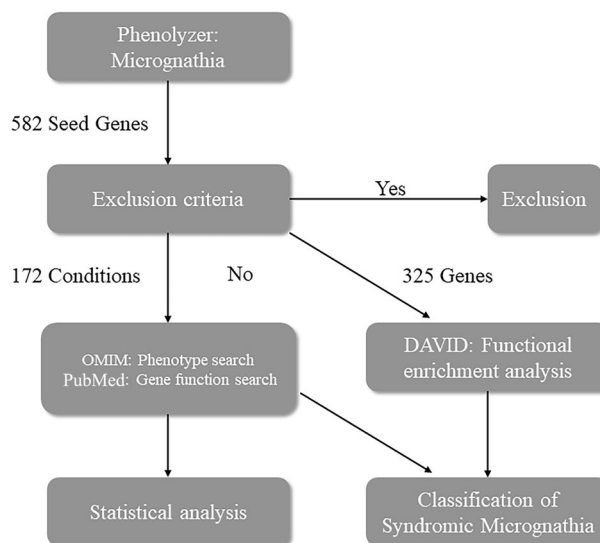 Phenolyzer:
Micrognathia
582 Seed Genes
Exclusion criteria
Yes
Exclusion
172 Conditions
No
325 Genes
OMIM: Phenotype search
PubMed: Gene function search
DAVID: Functional
enrichment analysis
Statistical analysis
Classification of
Syndromic Micrognathia